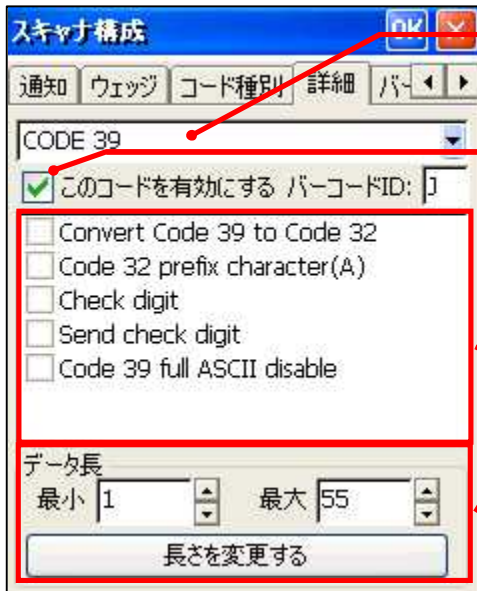 スキャナ構成 OK
通知 ウェッジ コード種別 詳細 バー
CODE 39
このコードを有効にする バーコードID:
Convert Code 39 to Code 32
Code 32 prefix character(A)
Check digit
Send check digit
Code 39 full ASCII disable
データ長
最小 1 最大 55
長さを変更する